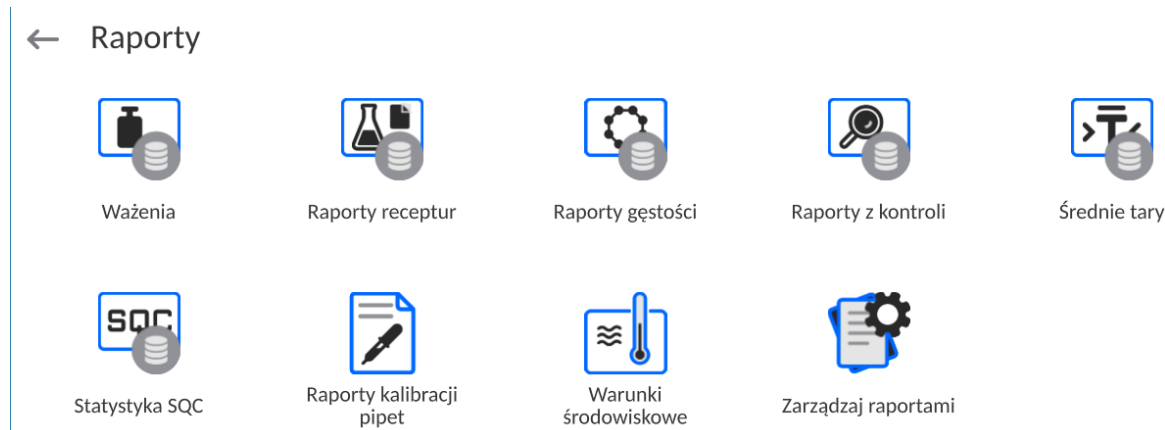 Raporty
Ważenia
Raporty receptur
Raporty gęstości
Raporty z kontroli
Średnie tary
SQC
Statystyka SQC
Raporty kalibracji
pipet
Warunki
środowiskowe
Zarządzaj raportami